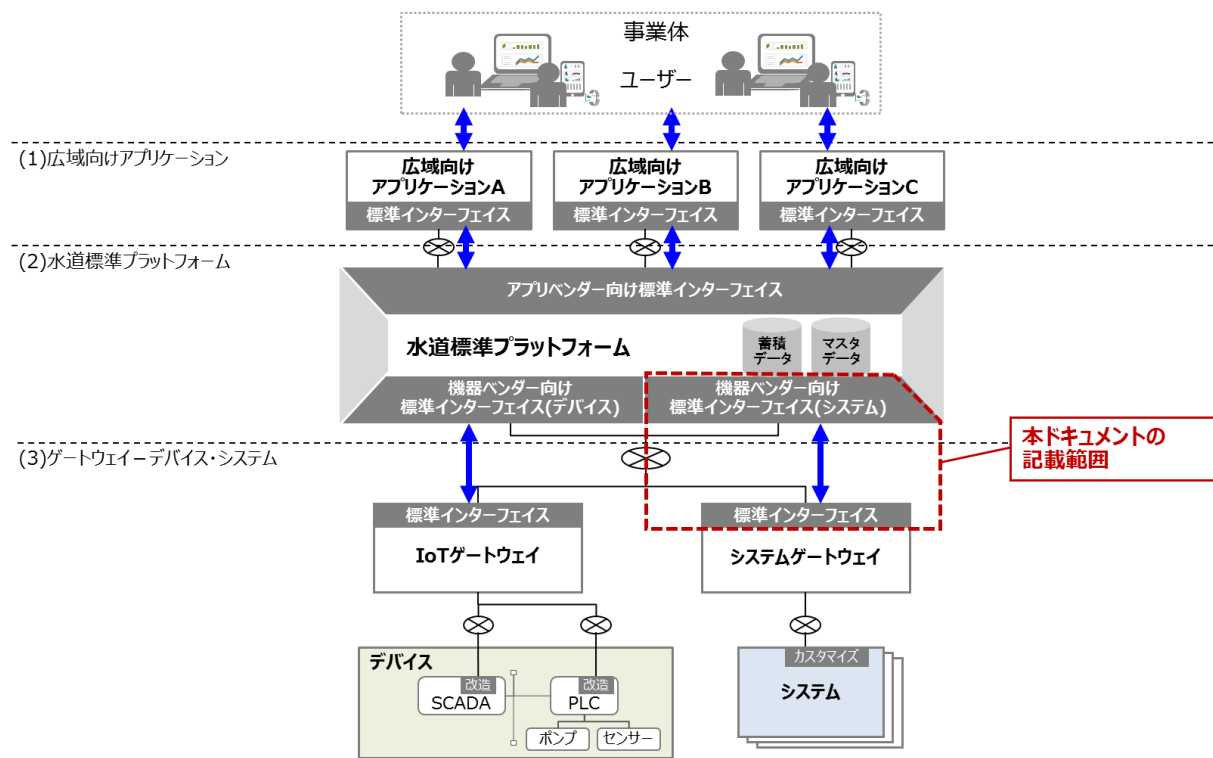 事業体
ユーザー
(1)広域向けアプリケーション
広域向け
アプリケーションA
標準インターフェイス
広域向け
アプリケーションB
標準インターフェイス
広域向け
アプリケーションC
標準インターフェイス
(2)水道標準プラットフォーム
アプリベンダー向け標準インターフェイス
水道標準プラットフォーム
蓄積
データ
マスタ
データ
機器ベンダー向け
標準インターフェイス(デバイス)
機器ベンダー向け
標準インターフェイス(システム)
本ドキュメントの
記載範囲
(3)ゲートウェイ－デバイス・システム
標準インターフェイス
IoTゲートウェイ
標準インターフェイス
システムゲートウェイ
デバイス
改造
SCADA
改造
PLC
ポンプ
センサー
カスタマイズ
システム